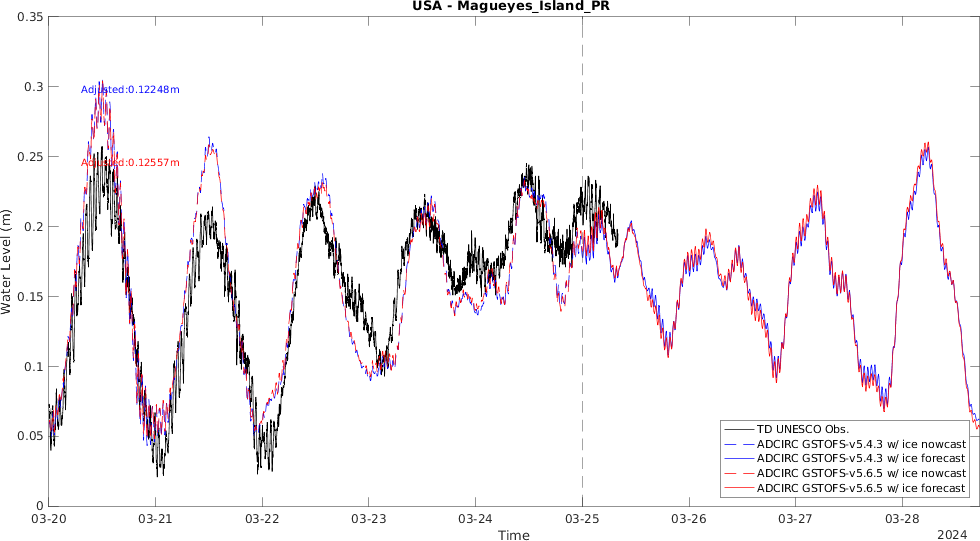 USA - Magueyes_Island_PR
0.35
0.3
0.25
0.2
0.15
0.1
0.05
0
Water Level (m)
Adjusted:0.12248m
Adjusted:0.12557m
TD UNESCO Obs.
ADCIRC GSTOFS-v5.4.3 w/ ice nowcast
ADCIRC GSTOFS-v5.4.3 w/ ice forecast
ADCIRC GSTOFS-v5.6.5 w/ ice nowcast
ADCIRC GSTOFS-v5.6.5 w/ ice forecast
03-20 03-21 03-22 03-23 03-24 03-25 03-26 03-27 03-28
Time
2024